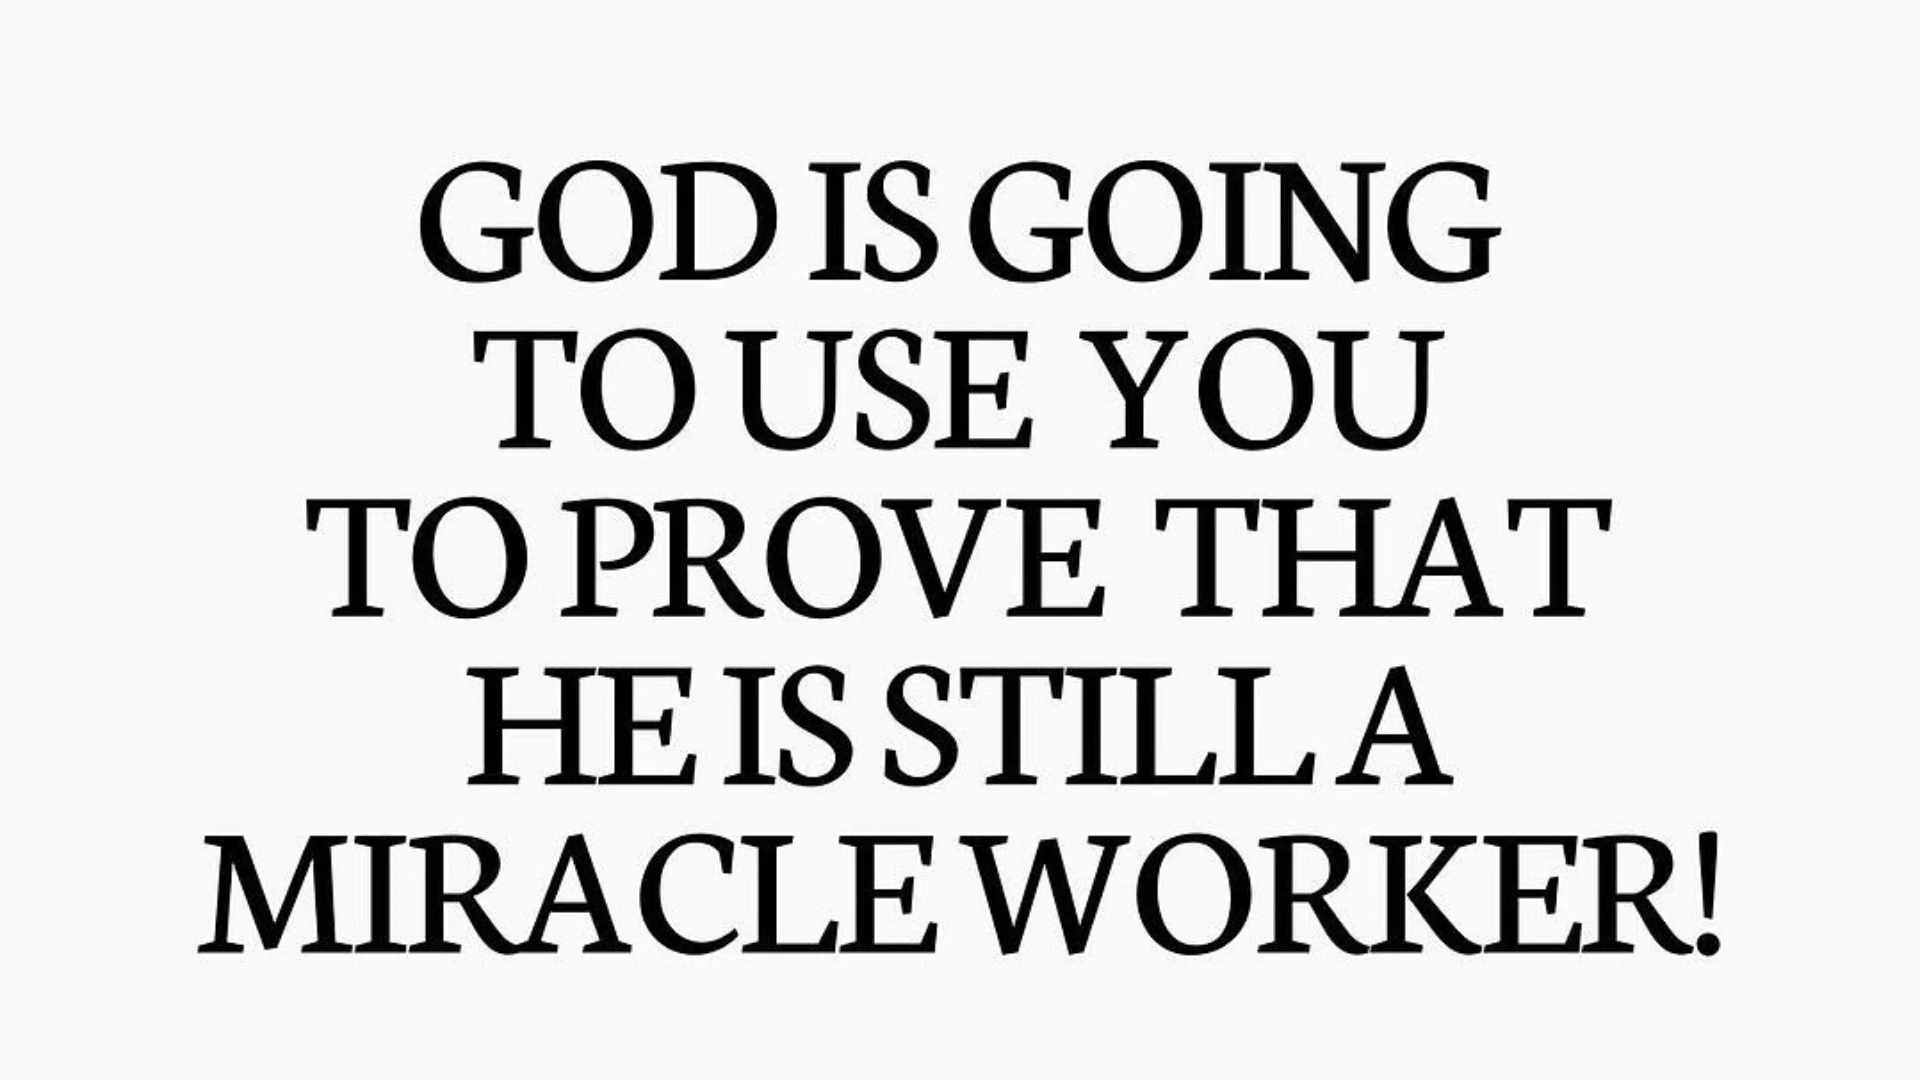 GOD IS GOING
TO USE YOU
TO PROVE THAT
HE IS STILL A
MIRACLE WORKER!